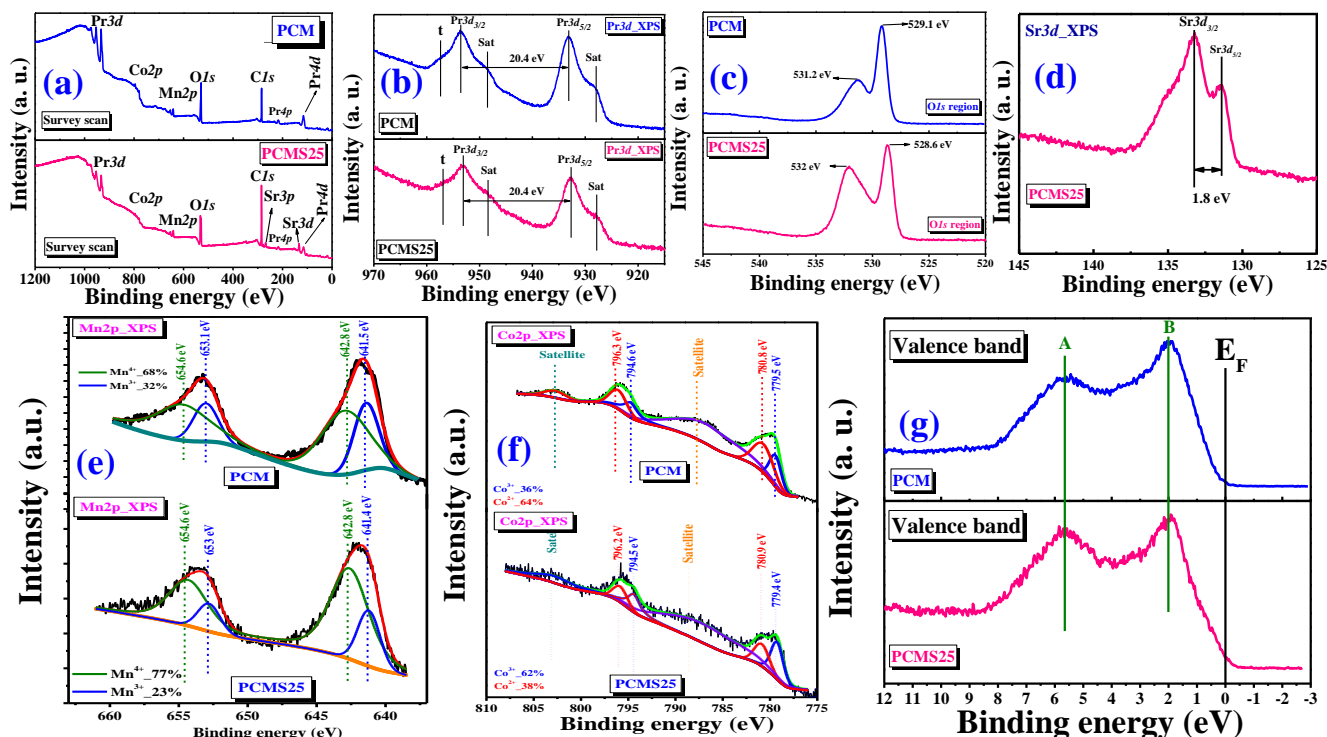 (a)
PCM
Pr3d
Co2p
Mn2p
O1s
C1s
Pr4p
Pr4d
Survey scan
PCMS25
Pr3d
Co2p
Mn2p
O1s
C1s
Sr3p
Pr4p
Sr3d
Pr4d
Survey scan
Intensity (a. u.)
1200 1000 800 600 400 200 0
Binding energy (eV)
(b)
Pr3d_XPS
t
Pr3d3/2
Sat
20.4 eV
Pr3d5/2
Sat
PCM
Pr3d_XPS
t
Pr3d3/2
Sat
20.4 eV
Pr3d5/2
Sat
PCMS25
Intensity (a. u.)
970 960 950 940 930 920
Binding energy (eV)
(c)
PCM
529.1 eV
531.2 eV
O1s region
PCMS25
528.6 eV
532 eV
O1s region
Intensity (a. u.)
545 540 535 530 525 520
Binding energy (eV)
Sr3d_XPS
(d)
Sr3d3/2
Sr3d5/2
1.8 eV
PCMS25
Intensity (a. u.)
145 140 135 130 125
Binding energy (eV)
Mn2p_XPS
654.6 eV
653.1 eV
642.8 eV
641.5 eV
Mn4+_68%
Mn3+_32%
(e)
PCM
Mn2p_XPS
654.6 eV
653 eV
642.8 eV
641.4 eV
Mn4+_77%
Mn3+_23%
PCMS25
Intensity (a.u.)
660 655 650 645 640
Binding energy (eV)
Co2p_XPS
Satellite
796.3 eV
794.6 eV
Satellite
780.8 eV
779.5 eV
(f)
PCM
Co3+_36%
Co2+_64%
Co2p_XPS
796.2 eV
794.5 eV
Satellite
780.9 eV
779.4 eV
Co3+_62%
Co2+_38%
PCMS25
Intensity (a.u.)
810 805 800 795 790 785 780 775
Binding energy (eV)
Valence band
A
B
EF
(g)
PCM
Valence band
PCMS25
Intensity (a. u.)
12 11 10 9 8 7 6 5 4 3 2 1 0 -1 -2 -3
Binding energy (eV)